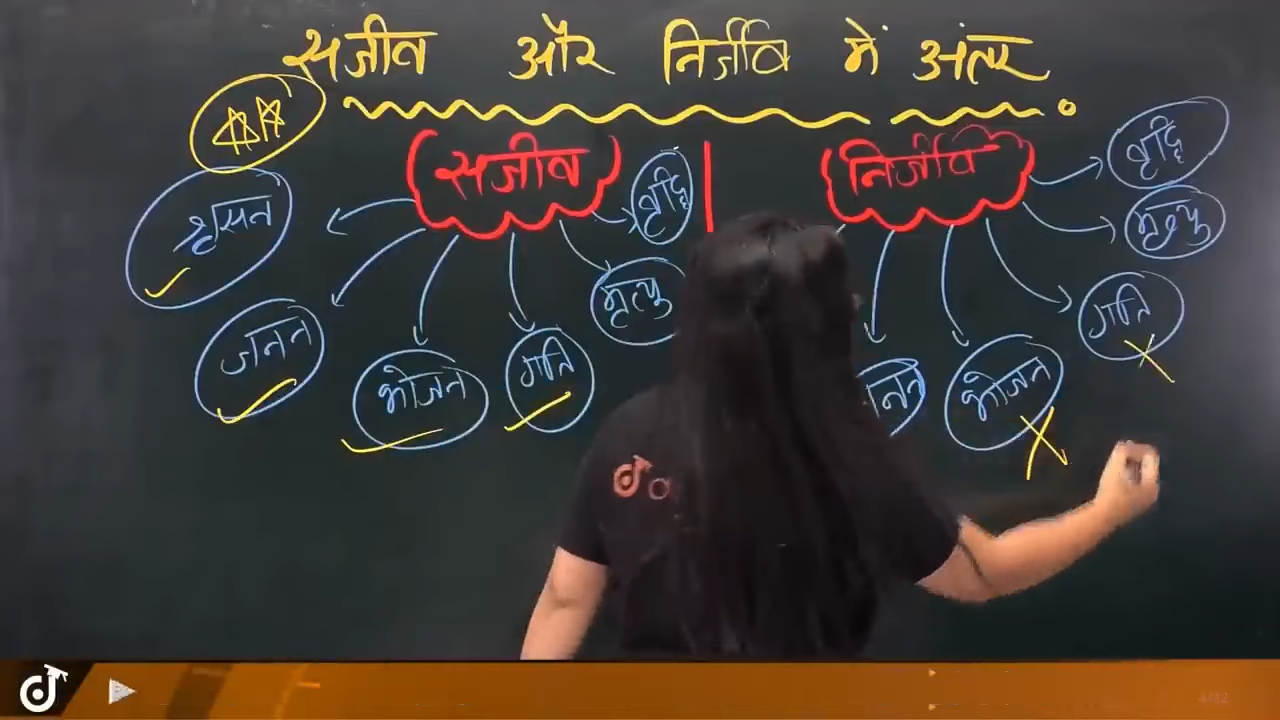 सजीव और निर्जीव में अंतर
सजीव
निर्जीव
श्वसन
जनन
भोजन
गति
मृत्यु
वृद्धि
भोजन
गति
मृत्यु
वृद्धि